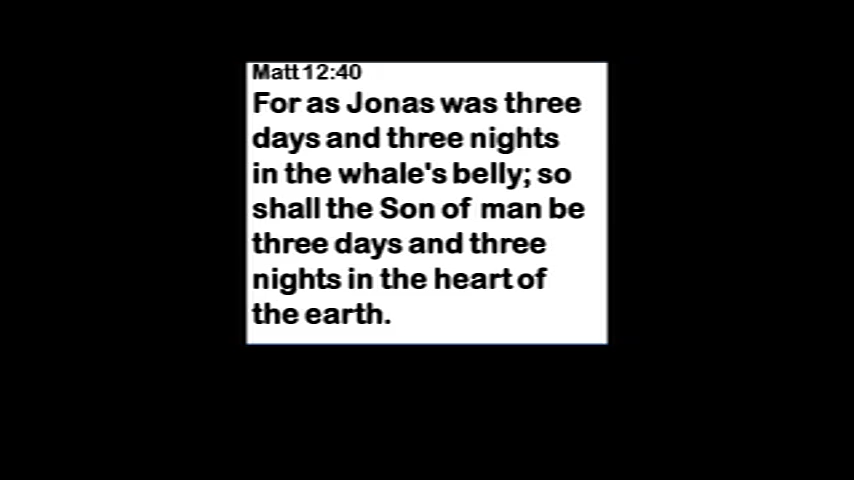 Matt 12:40
For as Jonas was three
days and three nights
in the whale's belly; so
shall the Son of man be
three days and three
nights in the heart of
the earth.